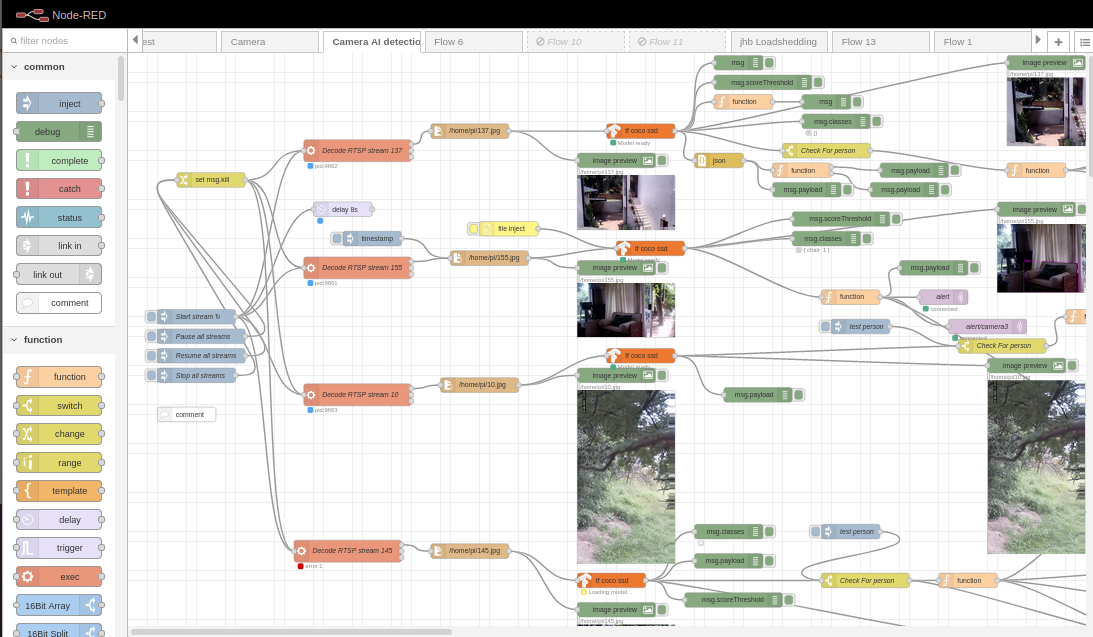 Node-RED
filter nodes
est
Camera
Camera AI detectio
Flow 6
Flow 10
Flow 11
jhb Loadshedding
Flow 13
Flow 1
common
inject
debug
complete
catch
status
link in
link out
comment
function
function
switch
change
range
template
delay
trigger
exec
16Bit Array
16Bit Split
msg
image preview
/home/pi/137.jpg
msg.scoreThreshold
function
msg
msg.classes
[]
/home/pi/137.jpg
tf coco ssd
Model ready
Decode RTSP stream 137
pid:9662
Check For person
image preview
/home/pi/137.jpg
json
function
msg.payload
function
msg.payload
msg.payload
set msg.kill
delay 8s
msg.scoreThreshold
image preview
/home/pi/155.jpg
file inject
timestamp
msg.classes
[ chair: 1 ]
tf coco ssd
Model ready
/home/pi/155.jpg
Decode RTSP stream 155
pid:9661
image preview
/home/pi/155.jpg
msg.payload
function
alert
connected
Start stream ↻
Pause all streams
Resume all streams
Stop all streams
test person
alert/camera3
connected
f
Check For person
tf coco ssd
Model ready
image preview
/home/pi/10.jpg
image preview
/home/pi/10.jpg
Decode RTSP stream 10
pid:9663
/home/pi/10.jpg
msg.payload
comment
msg.classes
test person
Decode RTSP stream 145
error:1
/home/pi/145.jpg
msg.payload
tf coco ssd
Loading model...
Check For person
function
msg.scoreThreshold
image preview
/home/pi/145.jpg